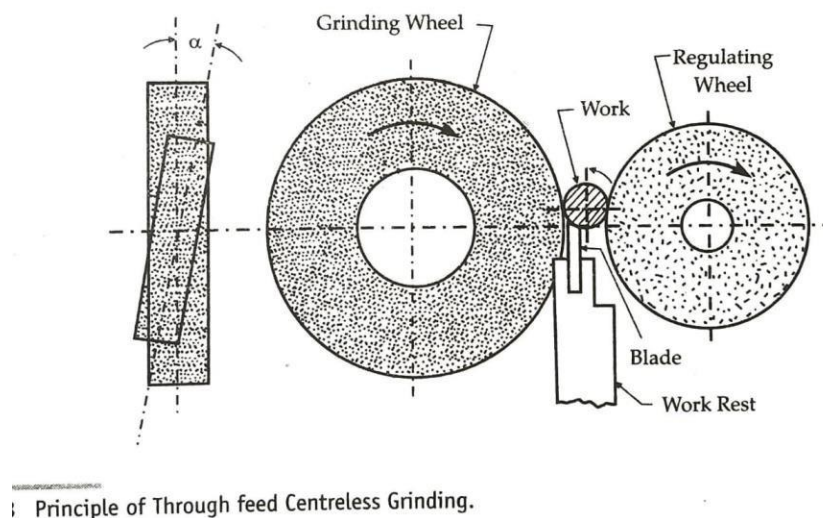 α
Grinding Wheel
Regulating
Wheel
Work
Blade
Work Rest
Principle of Through feed Centreless Grinding.